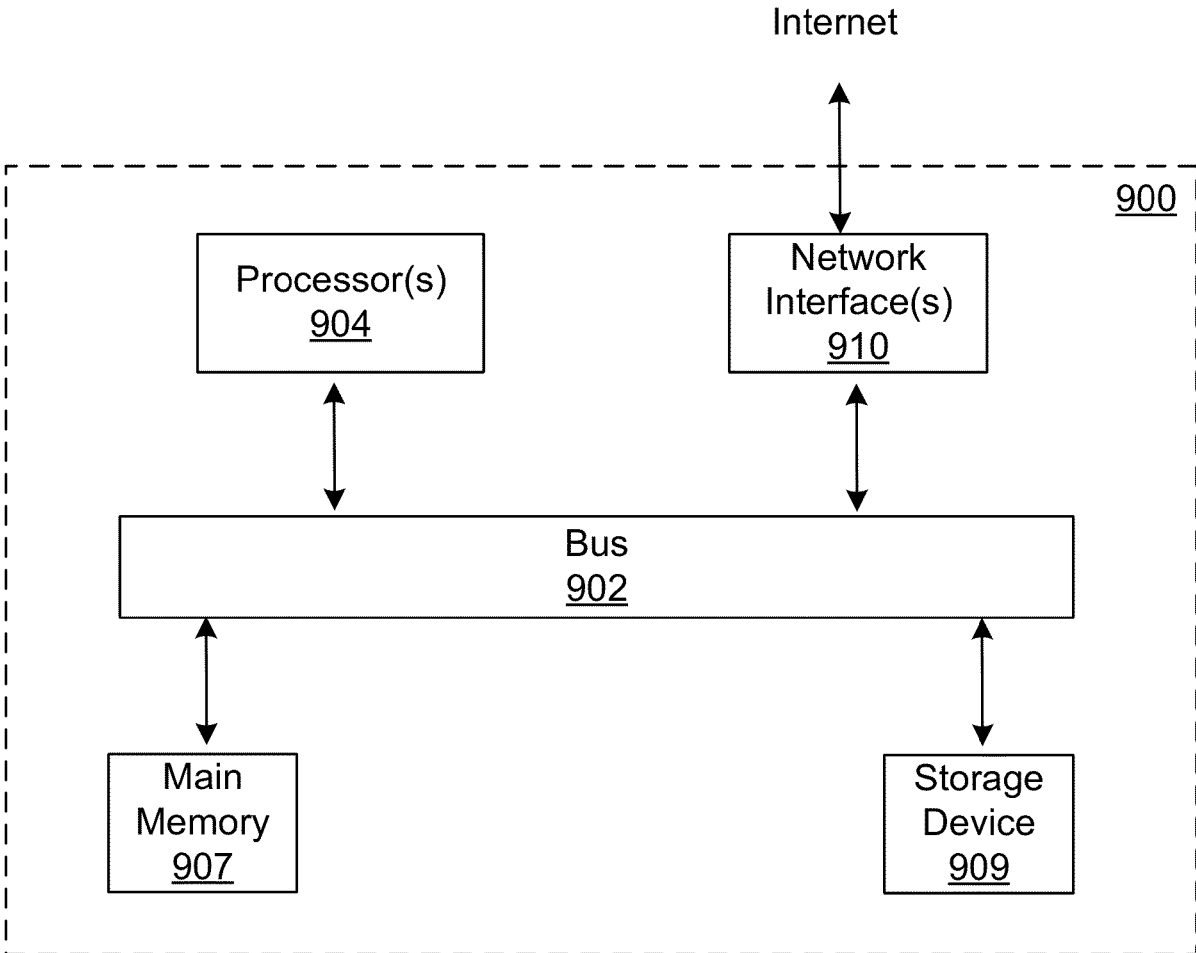 Internet
900
Processor(s)
904
Network
Interface(s)
910
Bus
902
Main
Memory
907
Storage
Device
909